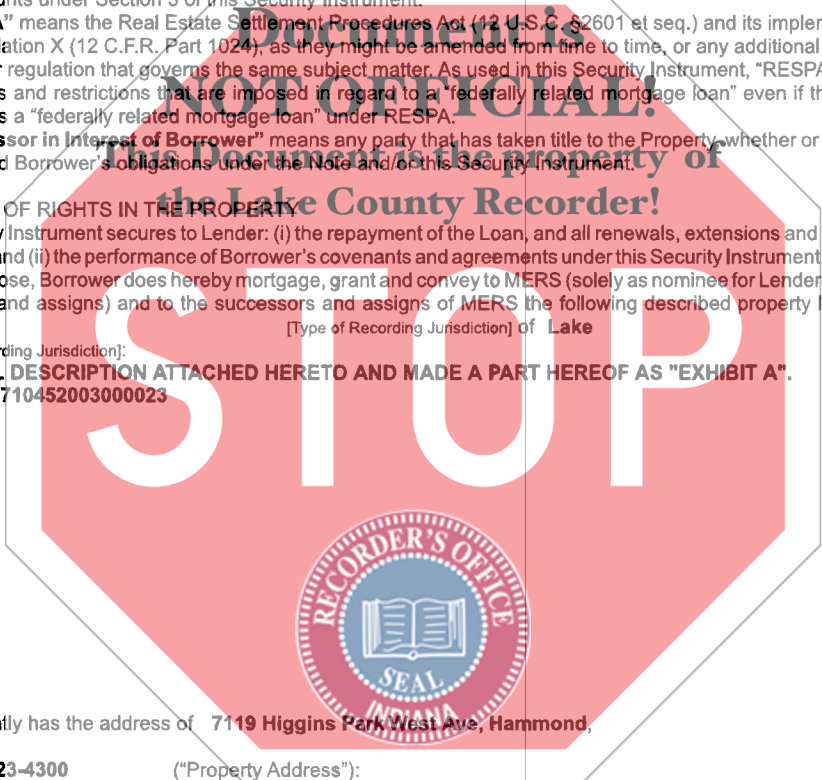 nts under Section 3 of this Security Instrument.
A" means the Real Estate Settlement Procedures Act (12 U.S.C. §2601 et seq.) and its impler
lation X (12 C.F.R. Part 1024), as they might be amended from time to time, or any additional
r regulation that governs the same subject matter. As used in this Security Instrument, "RESPA
s and restrictions that are imposed in regard to a "federally related mortgage loan" even if th
s a "federally related mortgage loan" under RESPA.
ssor in Interest of Borrower" means any party that has taken title to the Property, whether or
d Borrower's obligations under the Note and/or this Security Instrument.
Document is
NOT OFFICIAL!
This Document is the property of
the Lake County Recorder!
OF RIGHTS IN THE PROPERTY
y Instrument secures to Lender: (i) the repayment of the Loan, and all renewals, extensions and
nd (ii) the performance of Borrower's covenants and agreements under this Security Instrument
ose, Borrower does hereby mortgage, grant and convey to MERS (solely as nominee for Lender
and assigns) and to the successors and assigns of MERS the following described property l
[Type of Recording Jurisdiction] of Lake
ding Jurisdiction]:
. DESCRIPTION ATTACHED HERETO AND MADE A PART HEREOF AS "EXHIBIT A".
710452003000023
STOP
RECORDER'S OFFICE
SEAL
INDIANA
tly has the address of 7119 Higgins Park West Ave, Hammond,
23-4300 ("Property Address"):